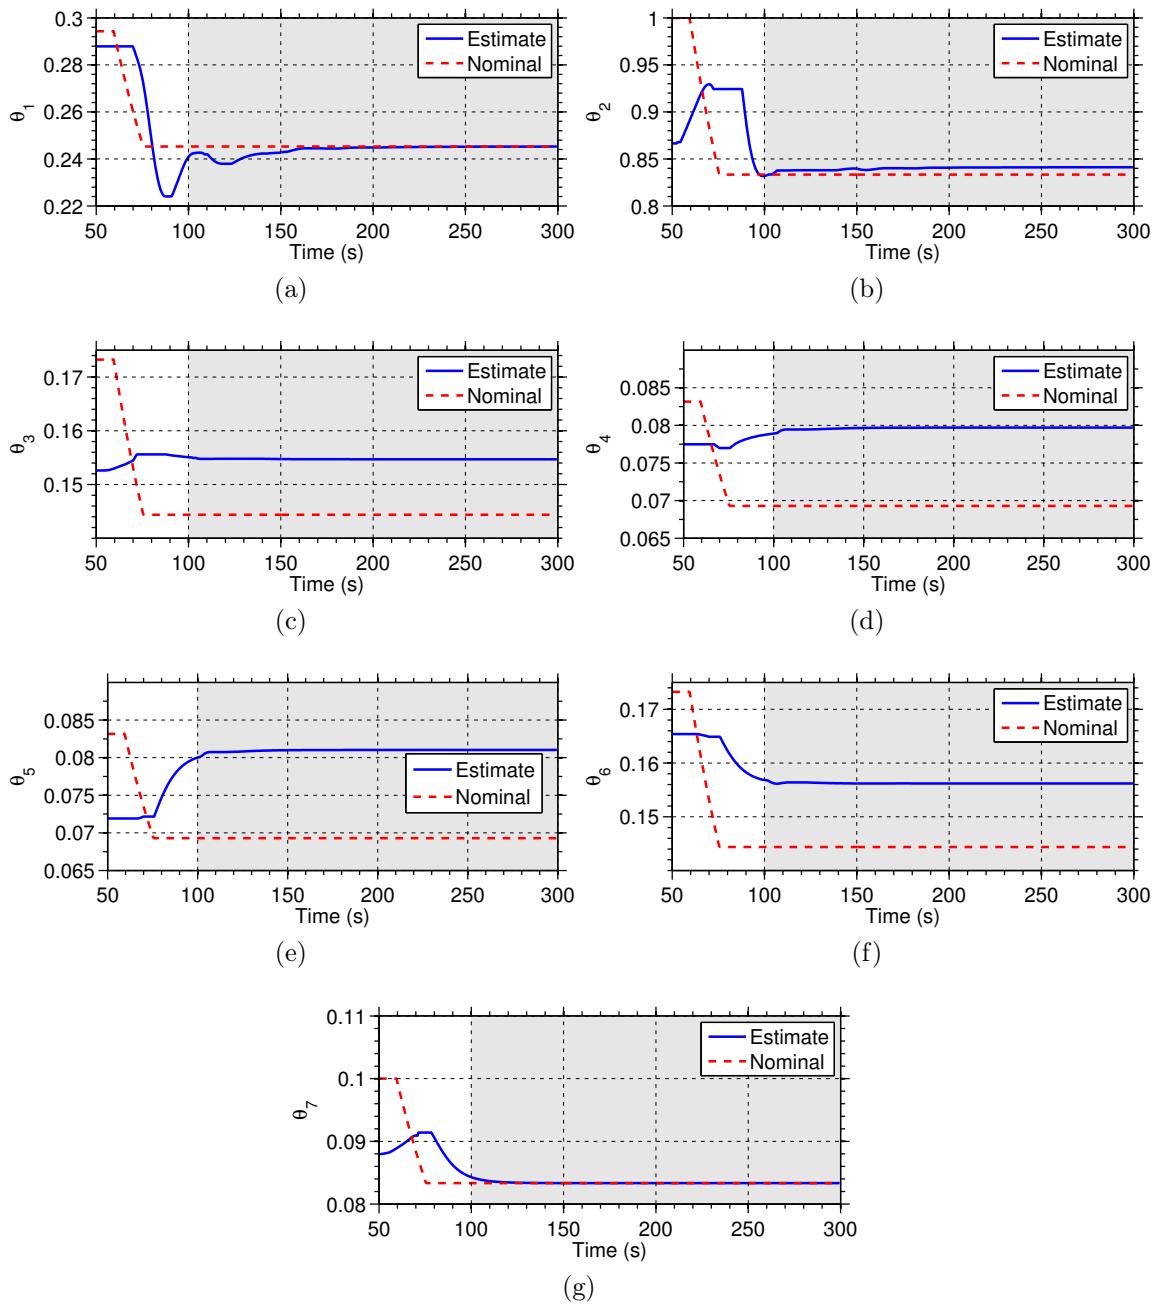 0.3
0.28
0.26
0.24
0.22
θ1
50 100 150 200 250 300
Time (s)
Estimate
Nominal
(a)
1
0.95
0.9
0.85
0.8
θ2
50 100 150 200 250 300
Time (s)
Estimate
Nominal
(b)
0.17
0.16
0.15
θ3
50 100 150 200 250 300
Time (s)
Estimate
Nominal
(c)
0.085
0.08
0.075
0.07
0.065
θ4
50 100 150 200 250 300
Time (s)
Estimate
Nominal
(d)
0.085
0.08
0.075
0.07
0.065
θ5
50 100 150 200 250 300
Time (s)
Estimate
Nominal
(e)
0.17
0.16
0.15
θ6
50 100 150 200 250 300
Time (s)
Estimate
Nominal
(f)
0.11
0.1
0.09
0.08
θ7
50 100 150 200 250 300
Time (s)
Estimate
Nominal
(g)